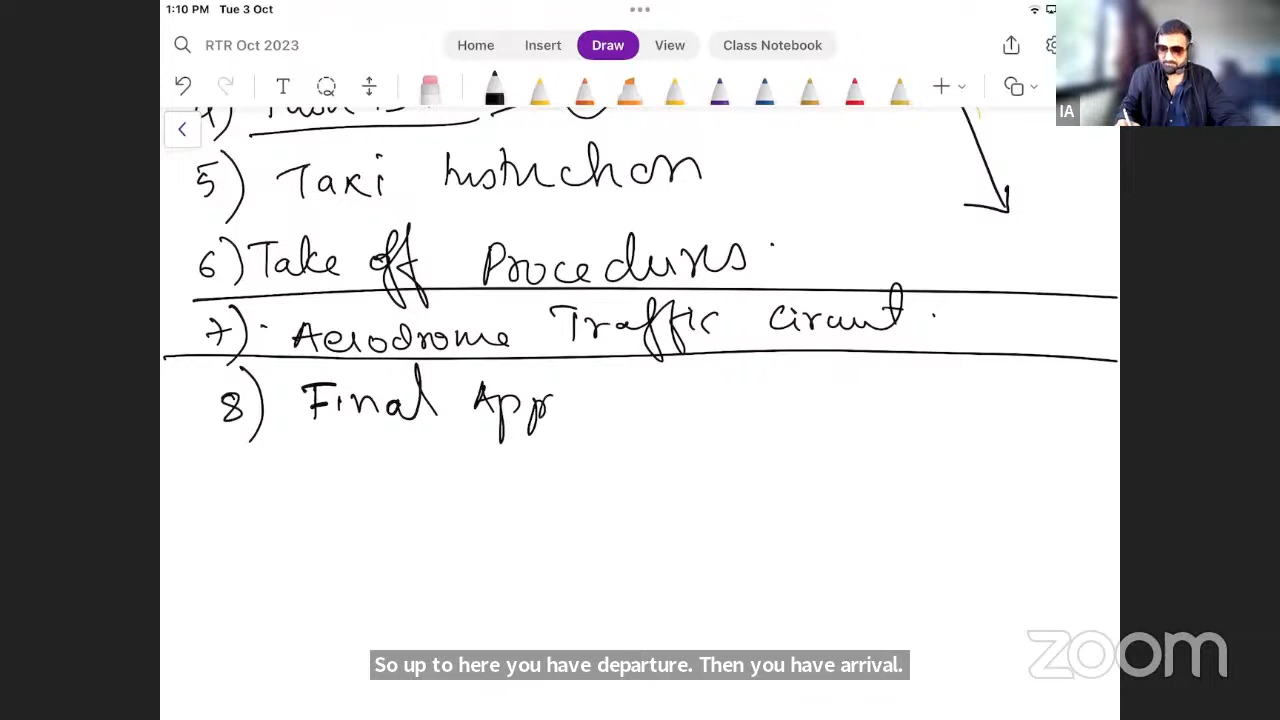 1:10 PM Tue 3 Oct
RTR Oct 2023
Home Insert Draw View Class Notebook
IA
5) Taxi Instruction
6) Take off Procedures.
7). Aerodrome Traffic Circuit.
8) Final App
So up to here you have departure. Then you have arrival.
zoom